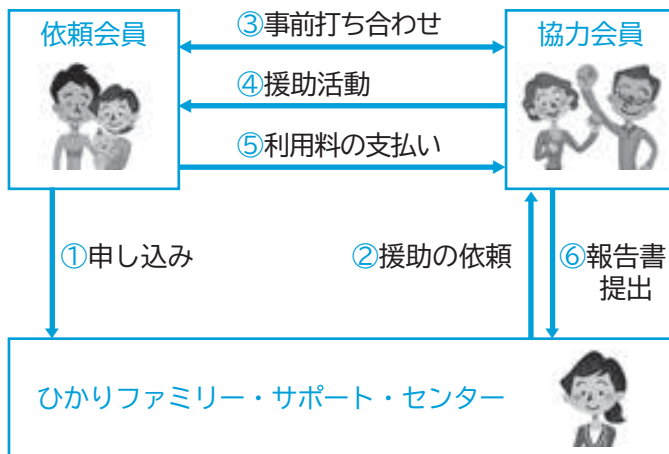 依頼会員
③事前打ち合わせ
協力会員
④援助活動
⑤利用料の支払い
①申し込み
②援助の依頼
⑥報告書
提出
ひかりファミリー・サポート・センター